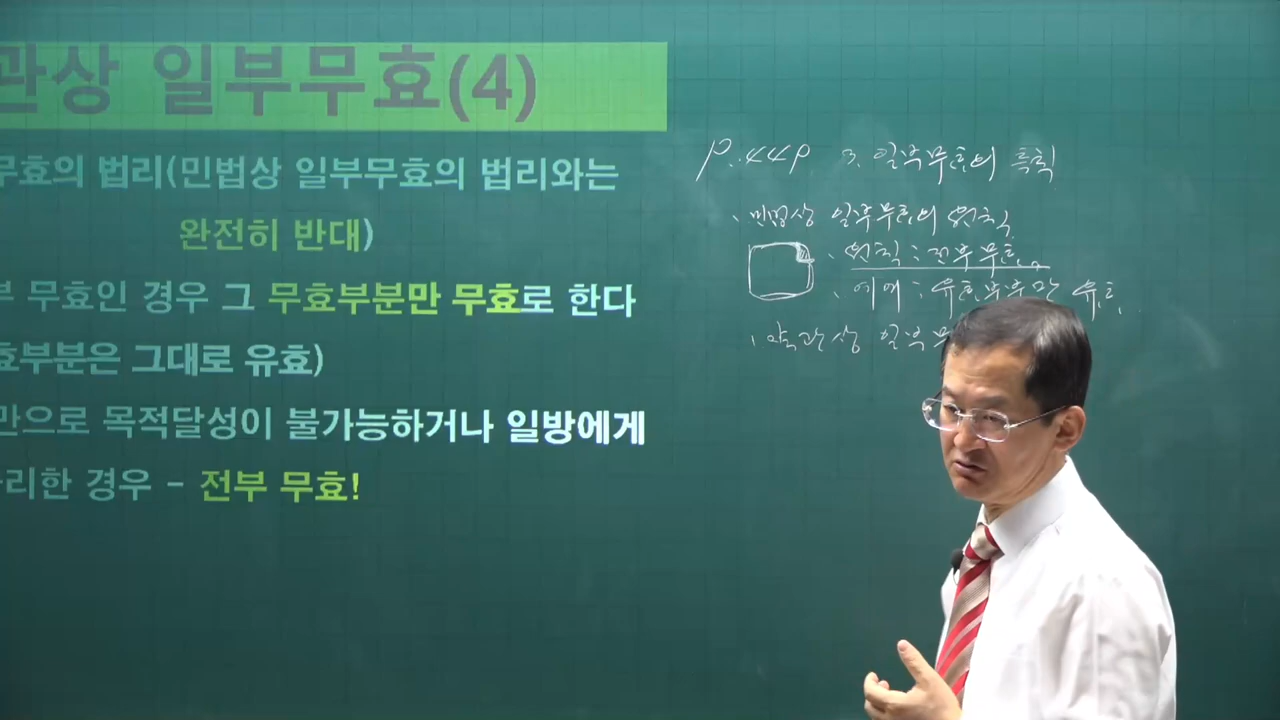 관상 일부무효(4)
무효의 법리(민법상 일부무효의 법리와는
완전히 반대)
부 무효인 경우 그 무효부분만 무효로 한다
효부분은 그대로 유효)
만으로 목적달성이 불가능하거나 일방에게
리한 경우 - 전부 무효!
P.449 3. 일부무효의 특칙
민법상 일부무효의 원칙
원칙: 전부무효
예외: 유효부분만 유효
약관상 일부무